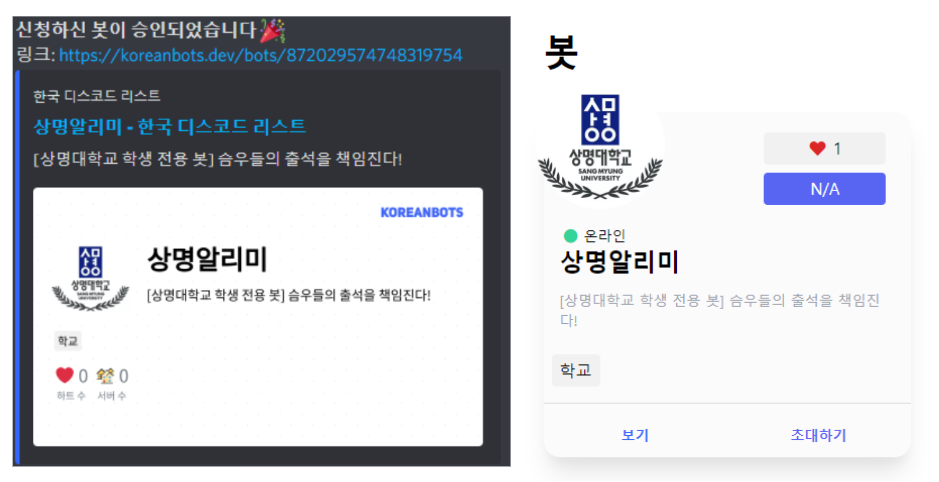 신청하신 봇이 승인되었습니다🎉
링크: https://koreanbots.dev/bots/872029574748319754
한국 디스코드 리스트
상명알리미 - 한국 디스코드 리스트
[상명대학교 학생 전용 봇] 슴우들의 출석을 책임진다!
KOREANBOTS
상명
상명대학교
SANG MYUNG
UNIVERSITY
상명알리미
[상명대학교 학생 전용 봇] 슴우들의 출석을 책임진다!
학교
0 0
하트 수 서버 수
봇
상명
상명대학교
SANG MYUNG
UNIVERSITY
1
N/A
온라인
상명알리미
[상명대학교 학생 전용 봇] 슴우들의 출석을 책임진
다!
학교
보기 초대하기